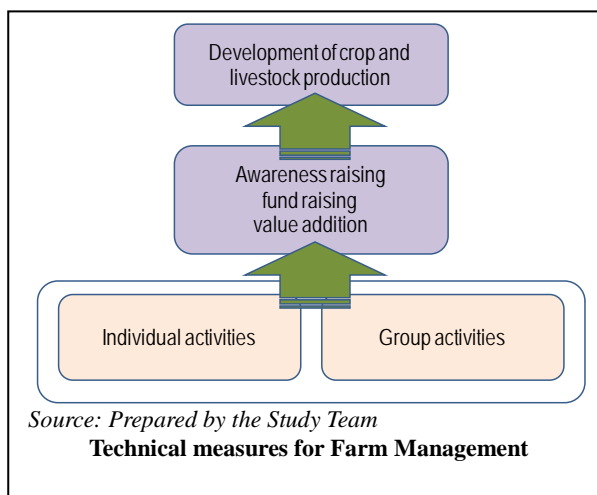 Development of crop and
livestock production
Awareness raising
fund raising
value addition
Individual activities
Group activities
Source: Prepared by the Study Team
Technical measures for Farm Management